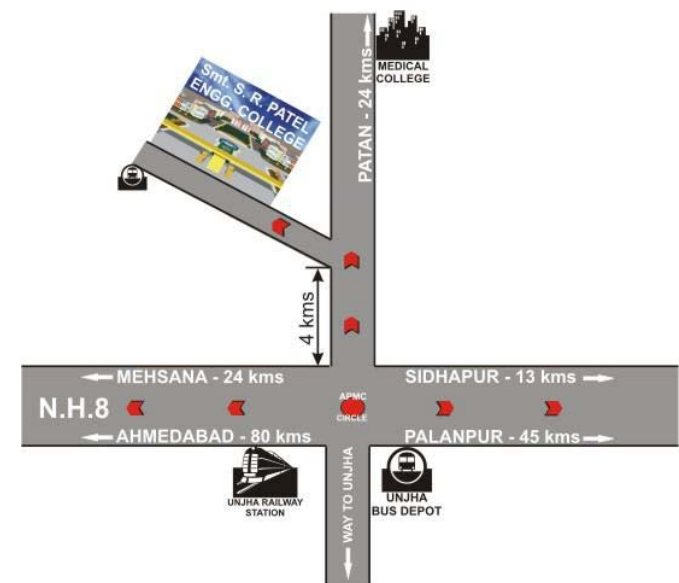 MEDICAL
COLLEGE
Smt. S. R. PATEL
ENGG. COLLEGE
PATAN - 24 kms
4 kms
MEHSANA - 24 kms
SIDHAPUR - 13 kms
N.H.8
APMC
CIRCLE
AHMEDABAD - 80 kms
PALANPUR - 45 kms
UNJHA RAILWAY
STATION
WAY TO UNJHA
UNJHA
BUS DEPOT